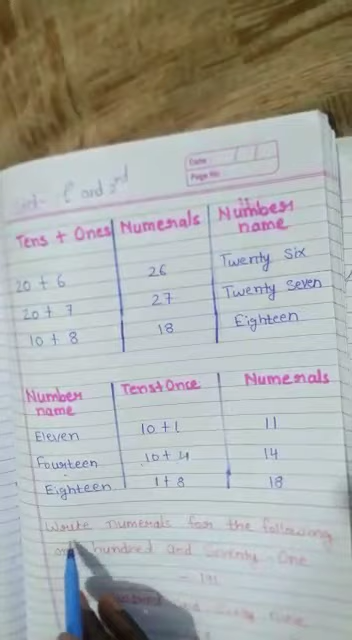 and 2nd
Date
Page No
Tens + Ones Numerals Number name
20 + 6 26 Twenty Six
20 + 7 27 Twenty Seven
10 + 8 18 Eighteen
Number name Tens+Once Numerals
Eleven 10+1 11
Fourteen 10+4 14
Eighteen 1+8 18
Write numerals for the following
hundred and Seventy-One